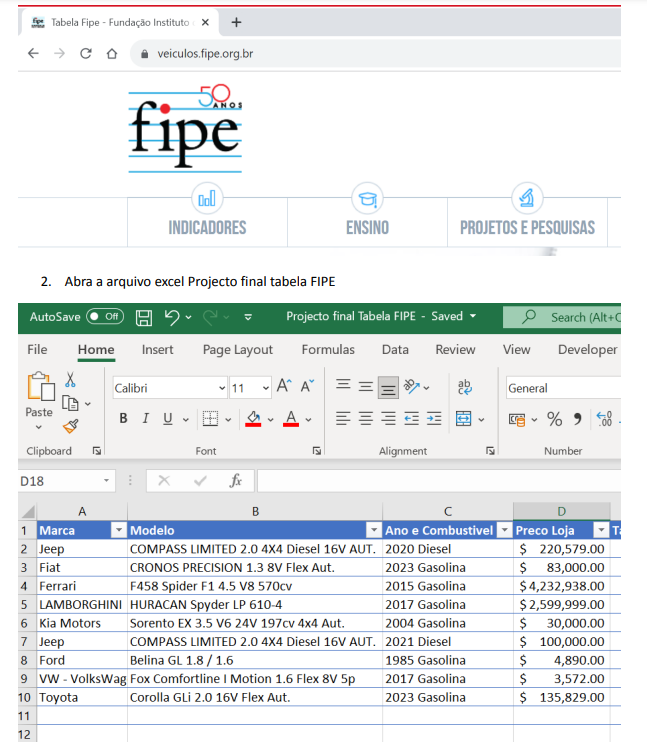 Tabela Fipe - Fundação Instituto
veiculos.fipe.org.br
50 ANOS
fipe
INDICADORES
ENSINO
PROJETOS E PESQUISAS
2. Abra a arquivo excel Projecto final tabela FIPE
AutoSave Off Projecto final Tabela FIPE - Saved Search (Alt+
File Home Insert Page Layout Formulas Data Review View Developer
Calibri 11 A A ab General
Paste B I U A % .00
Clipboard Font Alignment Number
D18 fx
A B C D
1 Marca Modelo Ano e Combustivel Preco Loja
2 Jeep COMPASS LIMITED 2.0 4X4 Diesel 16V AUT. 2020 Diesel $ 220,579.00
3 Fiat CRONOS PRECISION 1.3 8V Flex Aut. 2023 Gasolina $ 83,000.00
4 Ferrari F458 Spider F1 4.5 V8 570cv 2015 Gasolina $ 4,232,938.00
5 LAMBORGHINI HURACAN Spyder LP 610-4 2017 Gasolina $ 2,599,999.00
6 Kia Motors Sorento EX 3.5 V6 24V 197cv 4x4 Aut. 2004 Gasolina $ 30,000.00
7 Jeep COMPASS LIMITED 2.0 4X4 Diesel 16V AUT. 2021 Diesel $ 100,000.00
8 Ford Belina GL 1.8 / 1.6 1985 Gasolina $ 4,890.00
9 VW - VolksWag Fox Comfortline I Motion 1.6 Flex 8V 5p 2017 Gasolina $ 3,572.00
10 Toyota Corolla GLi 2.0 16V Flex Aut. 2023 Gasolina $ 135,829.00
11
12